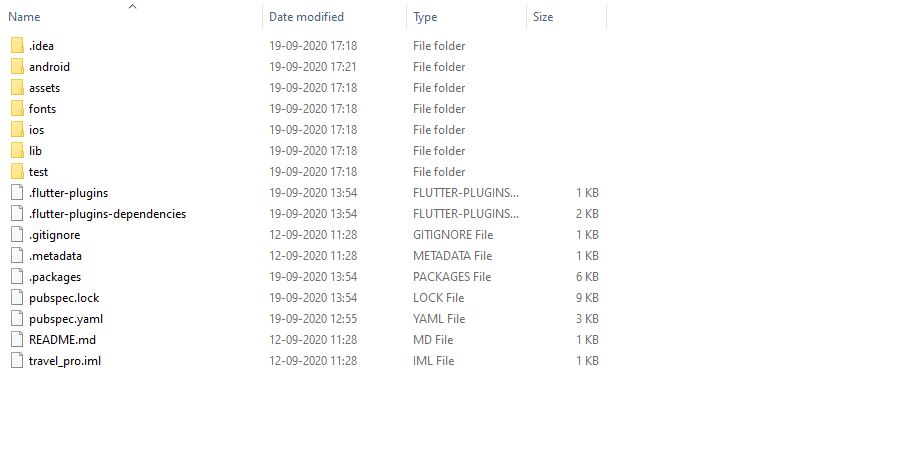 Name Date modified Type Size
.idea 19-09-2020 17:18 File folder
android 19-09-2020 17:21 File folder
assets 19-09-2020 17:18 File folder
fonts 19-09-2020 17:18 File folder
ios 19-09-2020 17:18 File folder
lib 19-09-2020 17:18 File folder
test 19-09-2020 17:18 File folder
.flutter-plugins 19-09-2020 13:54 FLUTTER-PLUGINS... 1 KB
.flutter-plugins-dependencies 19-09-2020 13:54 FLUTTER-PLUGINS... 2 KB
.gitignore 12-09-2020 11:28 GITIGNORE File 1 KB
.metadata 12-09-2020 11:28 METADATA File 1 KB
.packages 19-09-2020 13:54 PACKAGES File 6 KB
pubspec.lock 19-09-2020 13:54 LOCK File 9 KB
pubspec.yaml 19-09-2020 12:55 YAML File 3 KB
README.md 12-09-2020 11:28 MD File 1 KB
travel_pro.iml 12-09-2020 11:28 IML File 1 KB